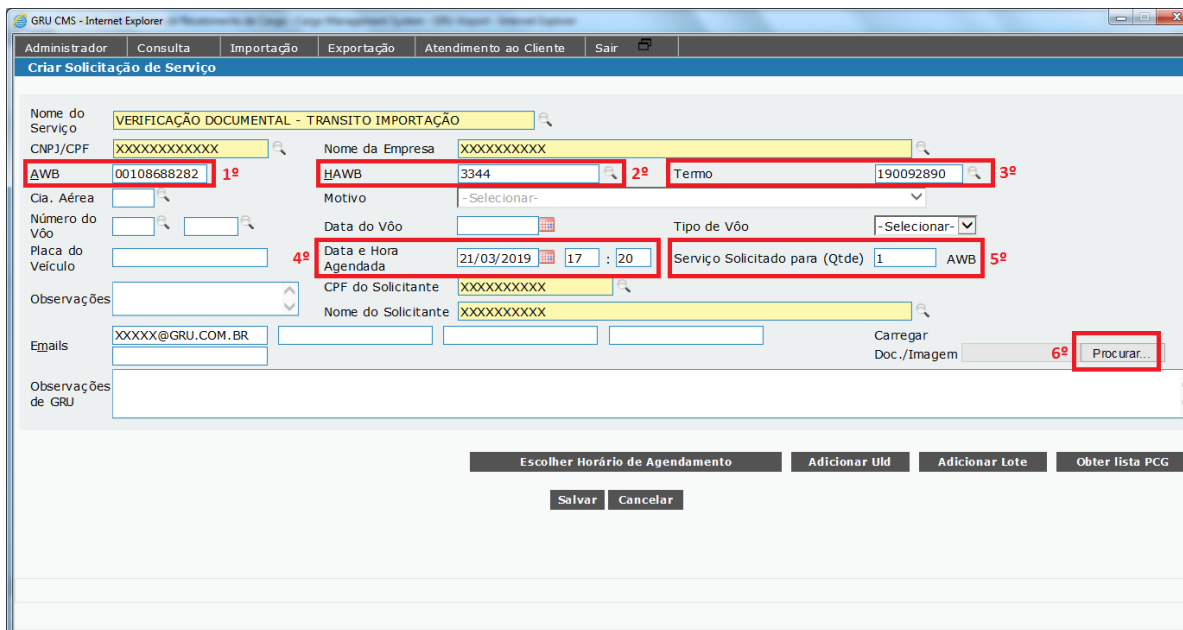 GRU CMS - Internet Explorer
Administrador Consulta Importação Exportação Atendimento ao Cliente Sair
Criar Solicitação de Serviço
Nome do Serviço VERIFICAÇÃO DOCUMENTAL - TRANSITO IMPORTAÇÃO
CNPJ/CPF XXXXXXXXXXXX Nome da Empresa XXXXXXXXXX
AWB 00108688282 1º HAWB 3344 2º Termo 190092890 3º
Cia. Aérea Motivo -Selecionar-
Número do Vôo Data do Vôo Tipo de Vôo -Selecionar-
Placa do Veículo 4º Data e Hora Agendada 21/03/2019 17 : 20 Serviço Solicitado para (Qtde) 1 AWB 5º
Observações CPF do Solicitante XXXXXXXXXX
Nome do Solicitante XXXXXXXXXX
Emails XXXXX@GRU.COM.BR Carregar Doc./Imagem 6º Procurar...
Observações de GRU
Escolher Horário de Agendamento Adicionar Uld Adicionar Lote Obter lista PCG
Salvar Cancelar